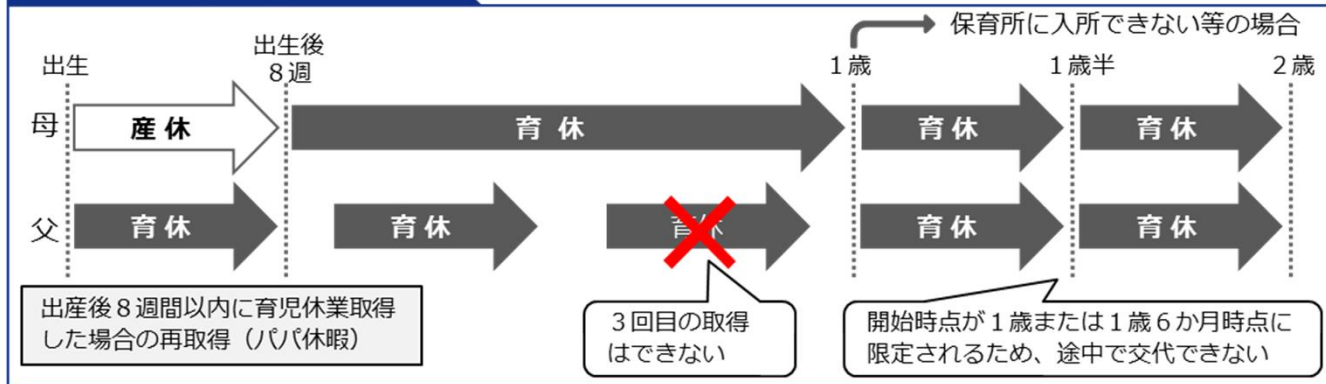 保育所に入所できない等の場合
出生
出生後
８週
１歳
１歳半
２歳
母
産休
育休
育休
育休
父
育休
育休
育休
育休
育休
出産後８週間以内に育児休業取得
した場合の再取得（パパ休暇）
３回目の取得
はできない
開始時点が１歳または１歳６か月時点に
限定されるため、途中で交代できない